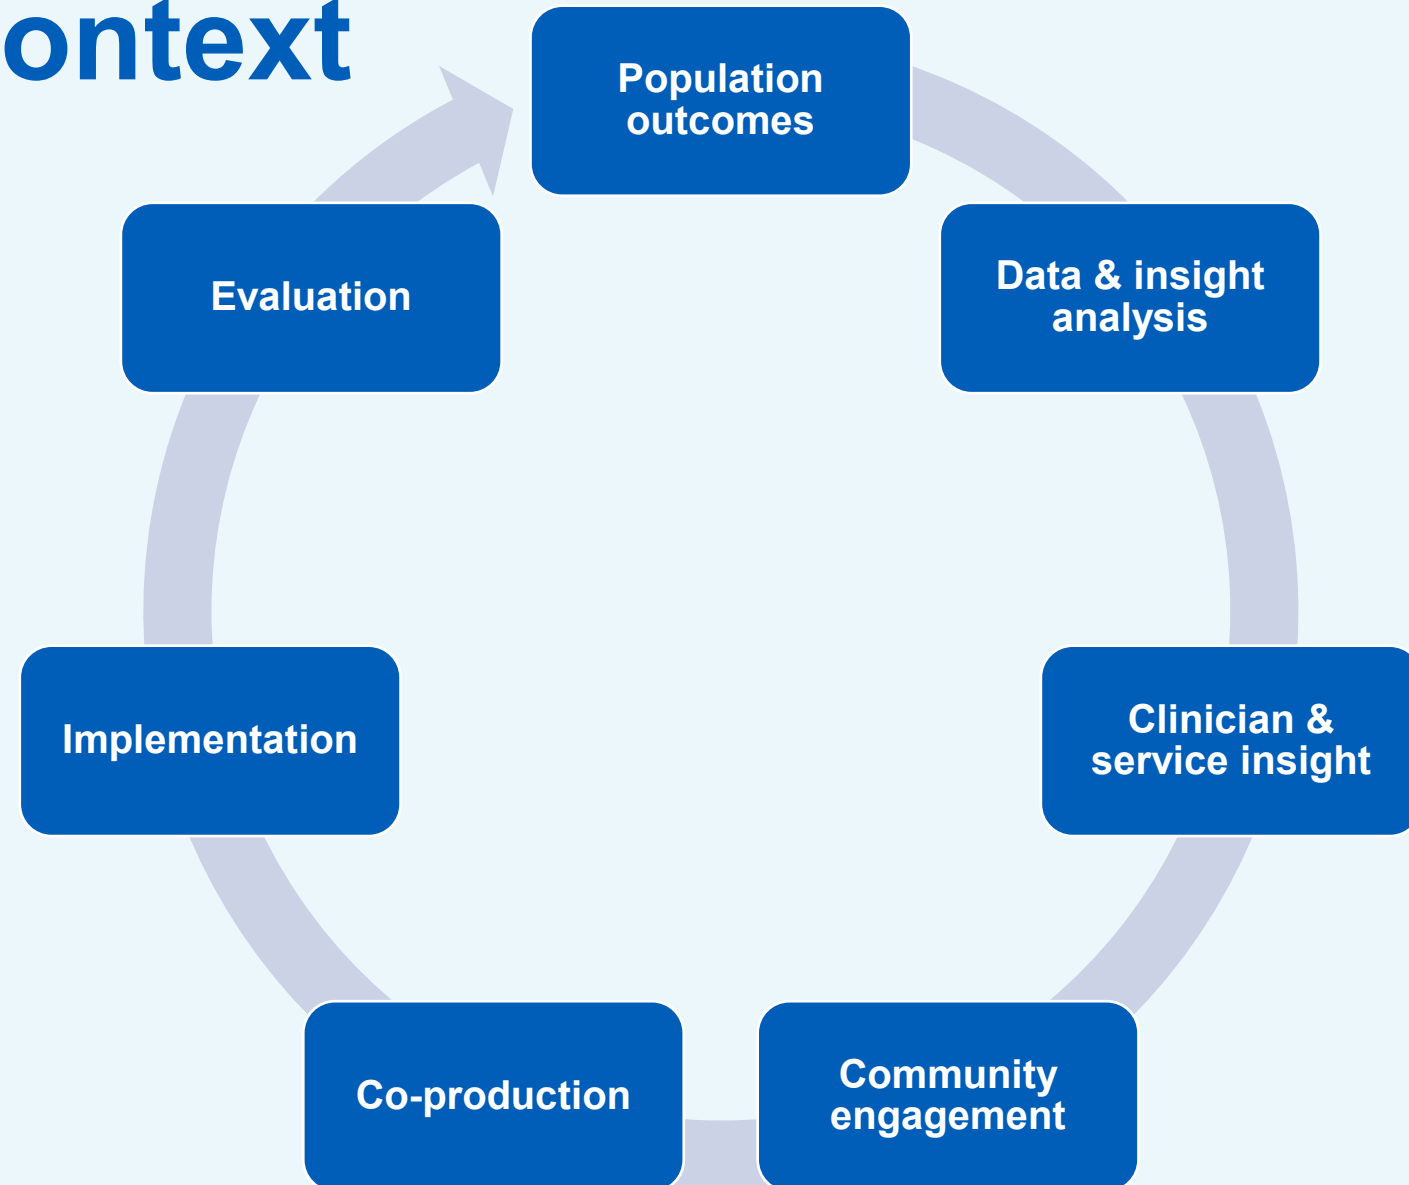 ontext
Population
outcomes
Data & insight
analysis
Clinician &
service insight
Community
engagement
Co-production
Implementation
Evaluation